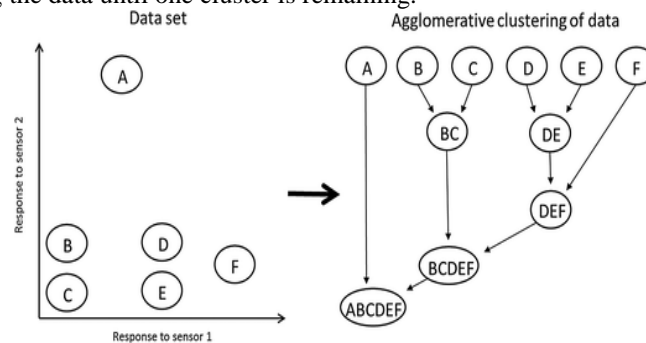 the data until one cluster is remaining.
Data set
Agglomerative clustering of data
Response to sensor 2
A
B
D
F
C
E
Response to sensor 1
A B C D E F
BC DE
DEF
BCDEF
ABCDEF